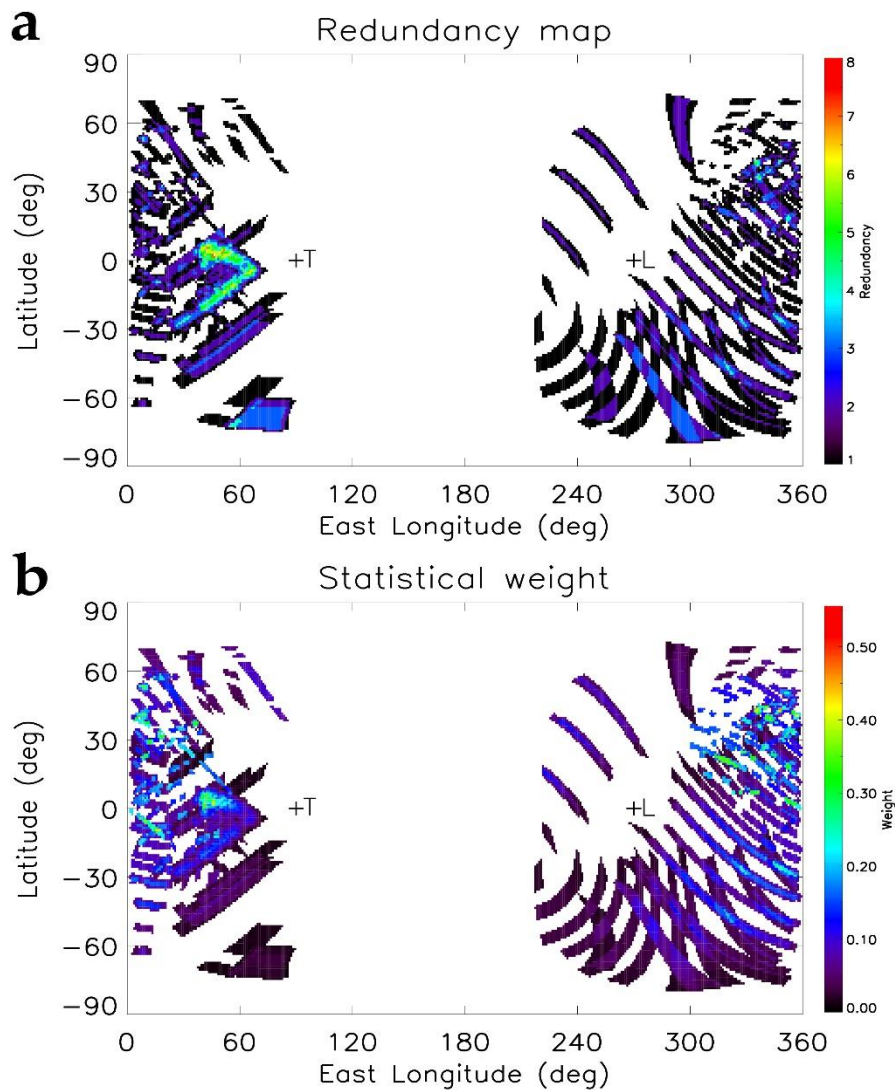 a
Redundancy map
90
60
30
0
−30
−60
−90
Latitude (deg)
+T
+L
0 60 120 180 240 300 360
East Longitude (deg)
8
7
6
5
4
3
2
1
Redundancy
b
Statistical weight
90
60
30
0
−30
−60
−90
Latitude (deg)
+T
+L
0 60 120 180 240 300 360
East Longitude (deg)
0.50
0.40
0.30
0.20
0.10
0.00
Weight